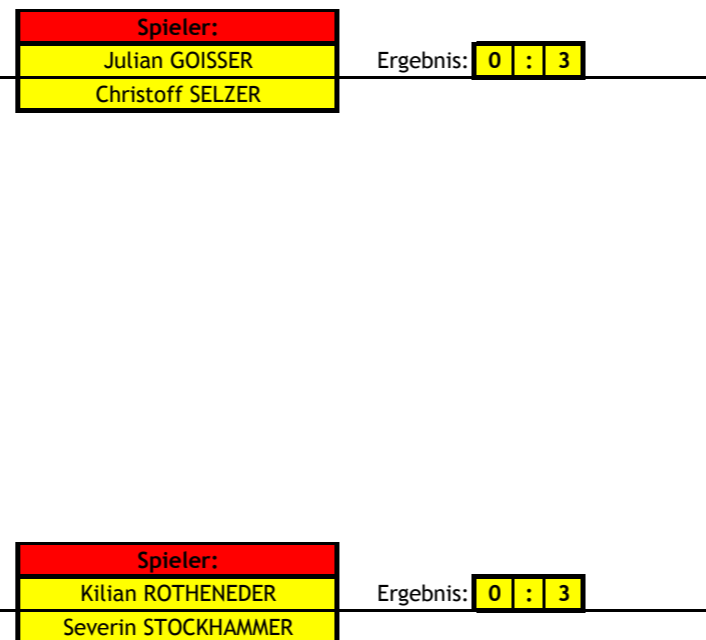 Spieler:
Julian GOISSER Ergebnis: 0 : 3
Christoff SELZER
Spieler:
Kilian ROTHENEDER Ergebnis: 0 : 3
Severin STOCKHAMMER